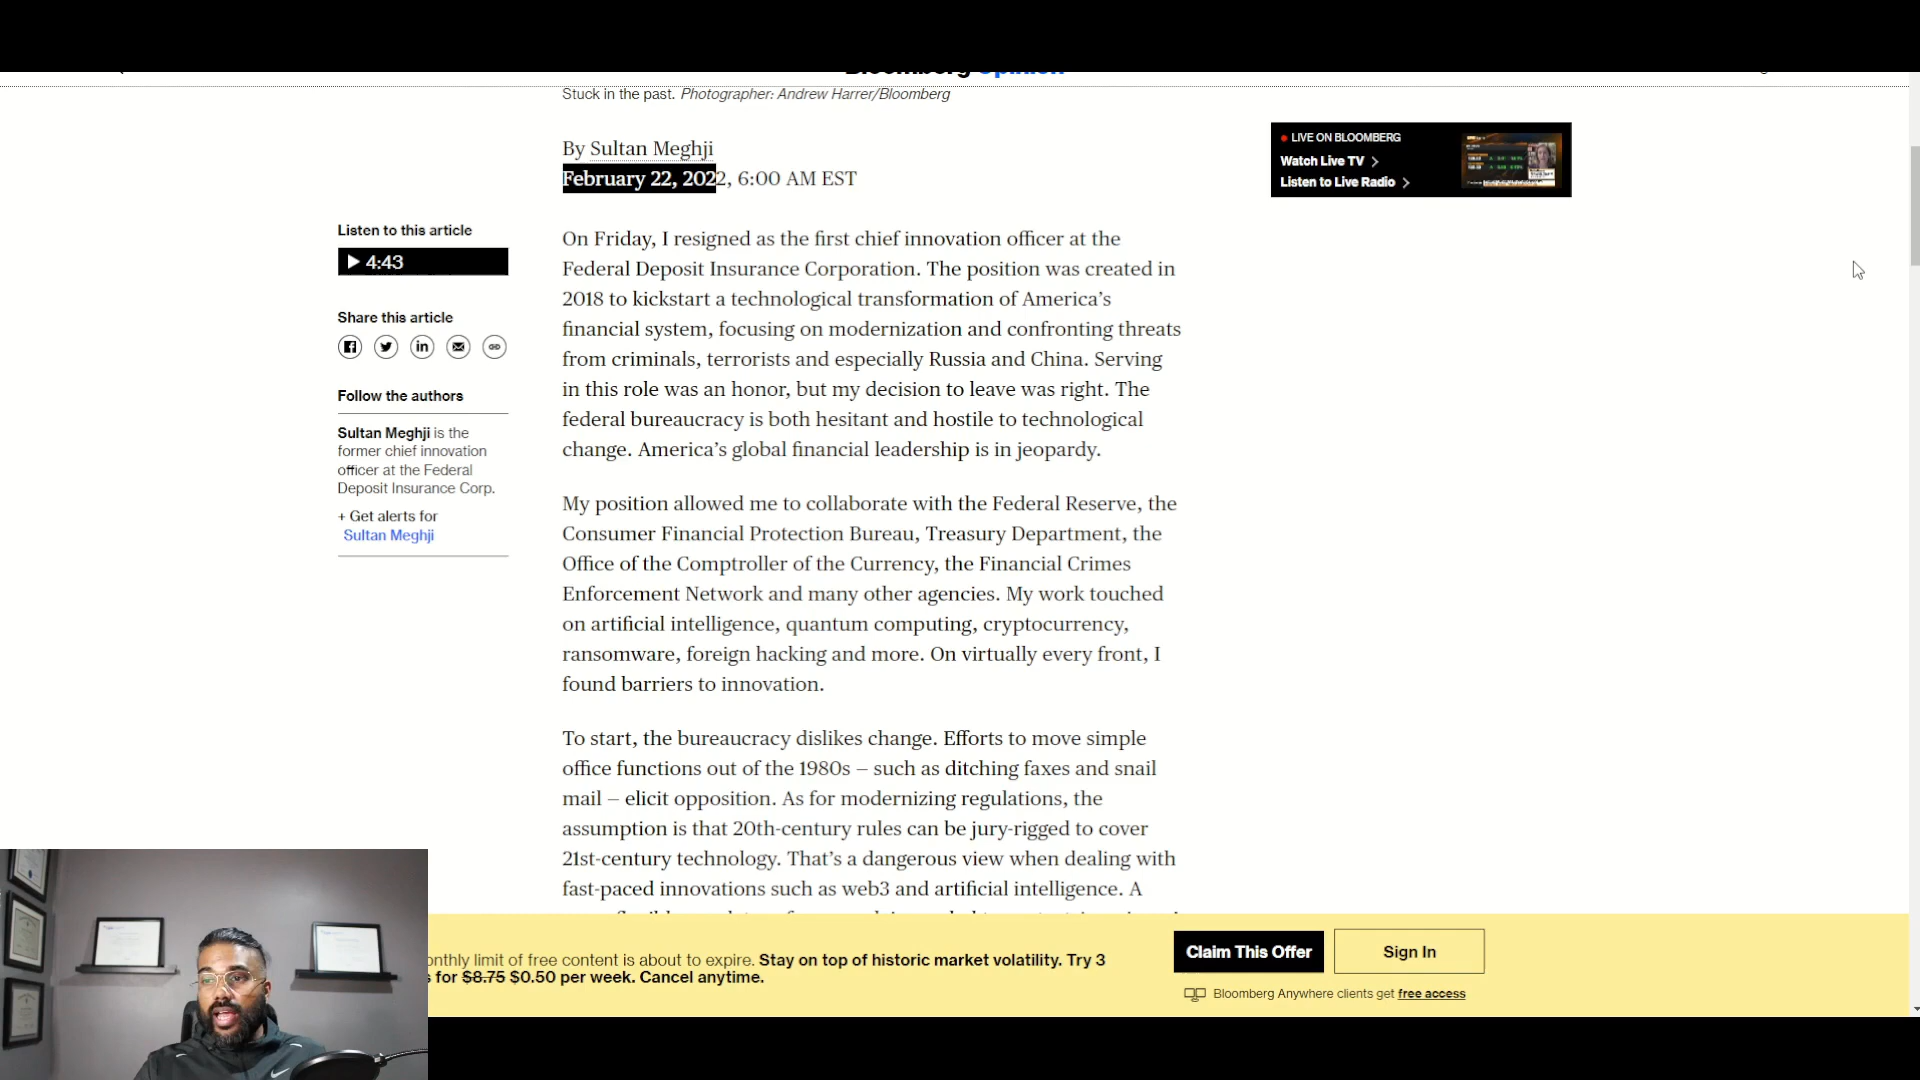 Bloomberg Opinion
Stuck in the past. Photographer: Andrew Harrer/Bloomberg
By Sultan Meghji
February 22, 2022, 6:00 AM EST
LIVE ON BLOOMBERG
Watch Live TV
Listen to Live Radio
Listen to this article
4:43
Share this article
Follow the authors
Sultan Meghji is the
former chief innovation
officer at the Federal
Deposit Insurance Corp.
+ Get alerts for
Sultan Meghji
On Friday, I resigned as the first chief innovation officer at the
Federal Deposit Insurance Corporation. The position was created in
2018 to kickstart a technological transformation of America’s
financial system, focusing on modernization and confronting threats
from criminals, terrorists and especially Russia and China. Serving
in this role was an honor, but my decision to leave was right. The
federal bureaucracy is both hesitant and hostile to technological
change. America’s global financial leadership is in jeopardy.
My position allowed me to collaborate with the Federal Reserve, the
Consumer Financial Protection Bureau, Treasury Department, the
Office of the Comptroller of the Currency, the Financial Crimes
Enforcement Network and many other agencies. My work touched
on artificial intelligence, quantum computing, cryptocurrency,
ransomware, foreign hacking and more. On virtually every front, I
found barriers to innovation.
To start, the bureaucracy dislikes change. Efforts to move simple
office functions out of the 1980s – such as ditching faxes and snail
mail – elicit opposition. As for modernizing regulations, the
assumption is that 20th-century rules can be jury-rigged to cover
21st-century technology. That’s a dangerous view when dealing with
fast-paced innovations such as web3 and artificial intelligence. A
onthly limit of free content is about to expire. Stay on top of historic market volatility. Try 3
s for $8.75 $0.50 per week. Cancel anytime.
Claim This Offer
Sign In
Bloomberg Anywhere clients get free access